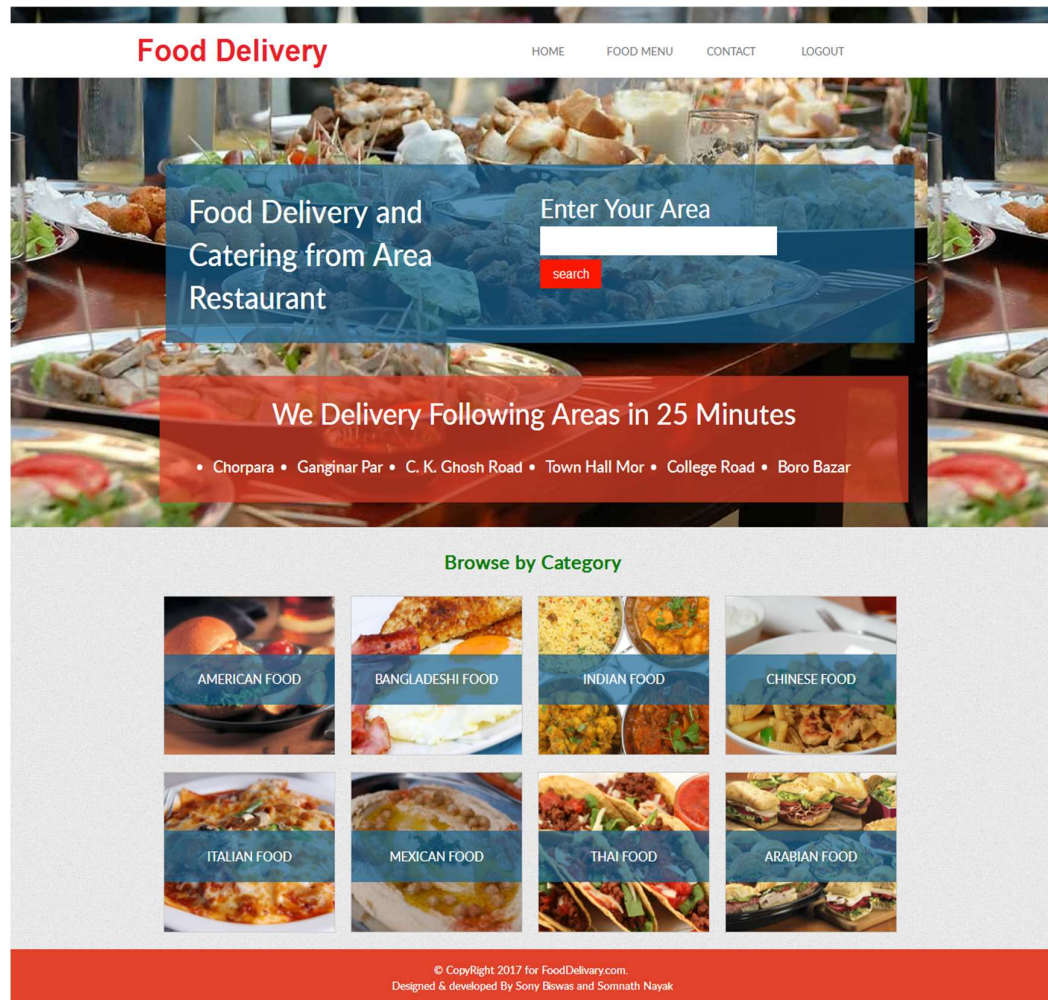 Food Delivery
HOME FOOD MENU CONTACT LOGOUT
Food Delivery and
Catering from Area
Restaurant
Enter Your Area
search
We Delivery Following Areas in 25 Minutes
• Chorpara • Ganginar Par • C. K. Ghosh Road • Town Hall Mor • College Road • Boro Bazar
Browse by Category
AMERICAN FOOD
BANGLADESHI FOOD
INDIAN FOOD
CHINESE FOOD
ITALIAN FOOD
MEXICAN FOOD
THAI FOOD
ARABIAN FOOD
© CopyRight 2017 for FoodDelivary.com.
Designed & developed By Sony Biswas and Somnath Nayak